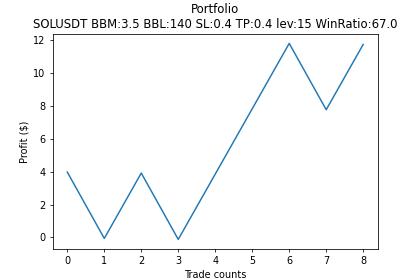 Portfolio
SOLUSDT BBM:3.5 BBL:140 SL:0.4 TP:0.4 lev:15 WinRatio:67.0
12
10
8
6
4
2
0
Profit ($)
0 1 2 3 4 5 6 7 8
Trade counts